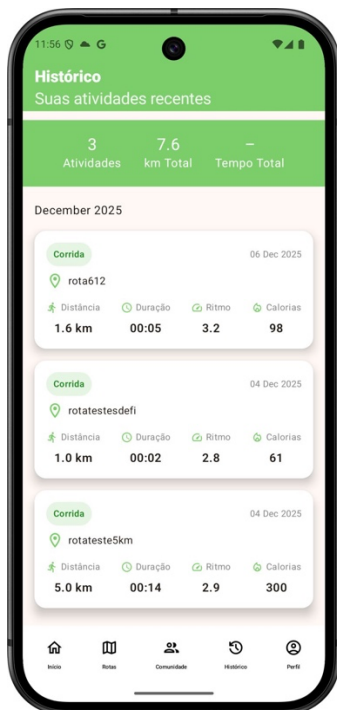 11:56 G
Histórico
Suas atividades recentes
3 7.6 –
Atividades km Total Tempo Total
December 2025
Corrida 06 Dec 2025
rota612
Distância Duração Ritmo Calorias
1.6 km 00:05 3.2 98
Corrida 04 Dec 2025
rotatestesdefi
Distância Duração Ritmo Calorias
1.0 km 00:02 2.8 61
Corrida 04 Dec 2025
rotateste5km
Distância Duração Ritmo Calorias
5.0 km 00:14 2.9 300
Início Rotas Comunidade Histórico Perfil